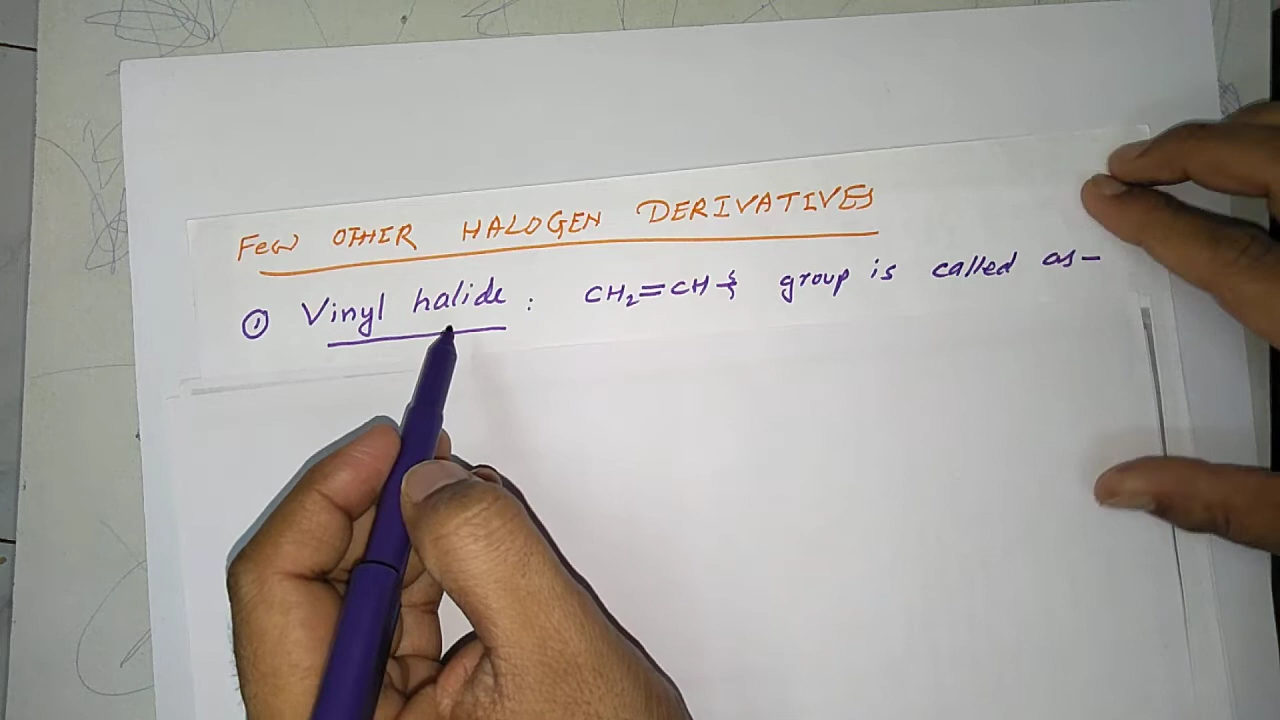 FEW OTHER HALOGEN DERIVATIVES
① Vinyl halide : CH₂=CH-⧙ group is called as-